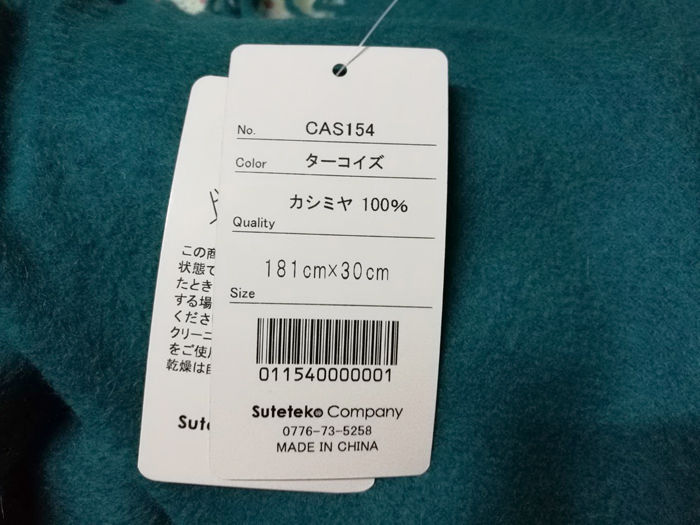 No. CAS154
Color ターコイズ
カシミヤ 100%
Quality
181cm×30cm
Size
011540000001
Suteteko Company
0776-73-5258
MADE IN CHINA
この商
状態で
たとき
する場
くださ
クリーニ
をご使用
乾燥は自
Sute